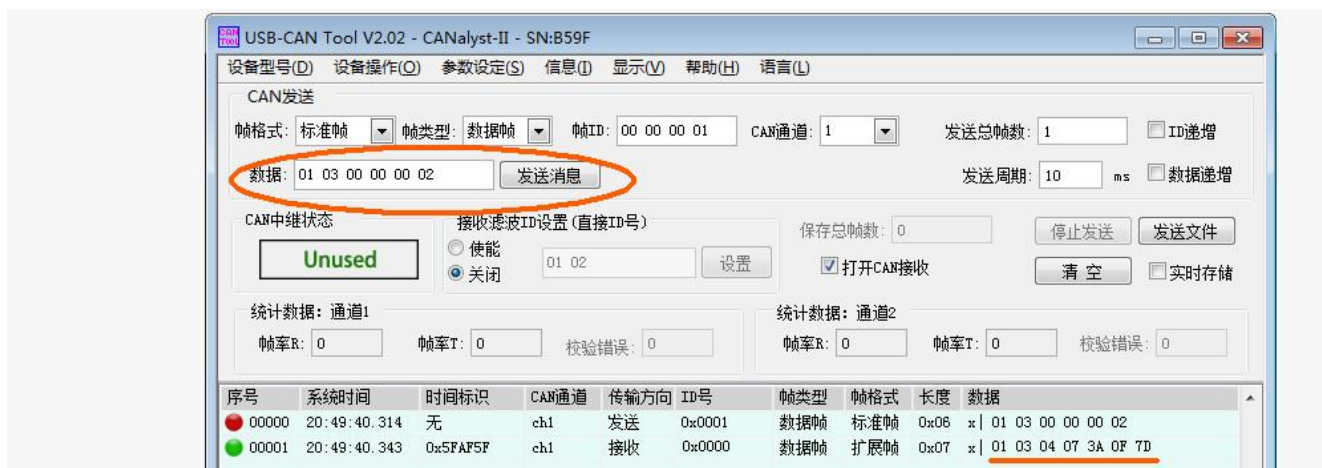 CAN TOOL USB-CAN Tool V2.02 - CANalyst-II - SN:B59F
设备型号(D) 设备操作(O) 参数设定(S) 信息(I) 显示(V) 帮助(H) 语言(L)
CAN发送
帧格式: 标准帧 帧类型: 数据帧 帧ID: 00 00 00 01 CAN通道: 1 发送总帧数: 1 ID递增
数据: 01 03 00 00 00 02 发送消息 发送周期: 10 ms 数据递增
CAN中继状态 接收滤波ID设置(直接ID号) 保存总帧数: 0 停止发送 发送文件
Unused 使能 01 02 设置 打开CAN接收 清 空 实时存储
关闭
统计数据: 通道1 统计数据: 通道2
帧率R: 0 帧率T: 0 校验错误: 0 帧率R: 0 帧率T: 0 校验错误: 0
序号 系统时间 时间标识 CAN通道 传输方向 ID号 帧类型 帧格式 长度 数据
00000 20:49:40.314 无 ch1 发送 0x0001 数据帧 标准帧 0x06 x| 01 03 00 00 00 02
00001 20:49:40.343 0x5FAF5F ch1 接收 0x0000 数据帧 扩展帧 0x07 x| 01 03 04 07 3A 0F 7D